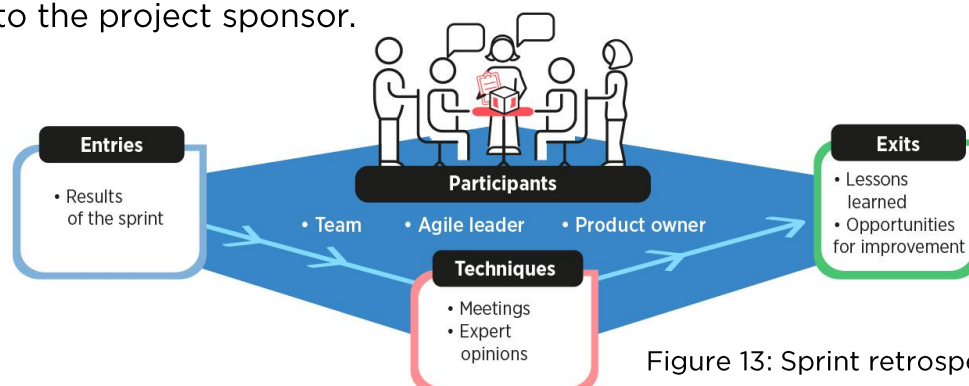 to the project sponsor.
Entries
• Results
of the sprint
Participants
• Team • Agile leader • Product owner
Techniques
• Meetings
• Expert
opinions
Exits
• Lessons
learned
• Opportunities
for improvement
Figure 13: Sprint